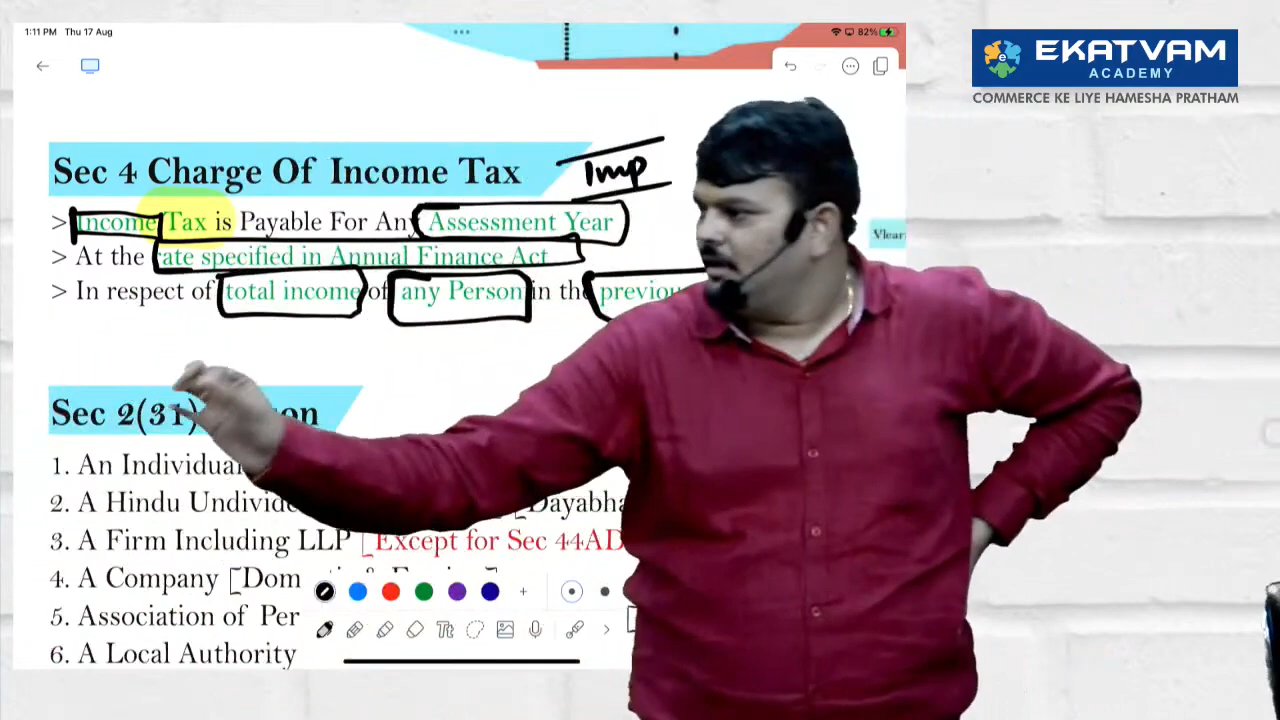 1:11 PM Thu 17 Aug
82%
EKATVAM
ACADEMY
COMMERCE KE LIYE HAMESHA PRATHAM
Sec 4 Charge Of Income Tax
Imp
> Income Tax is Payable For Any Assessment Year
> At the rate specified in Annual Finance Act
> In respect of total income of any Person in the
Sec 2(31)
1. An Individual
2. A Hindu
3. A Firm Including LLP [Except for Sec 44AD
4. A Company
5. Association of
6. A Local Authority
Tt